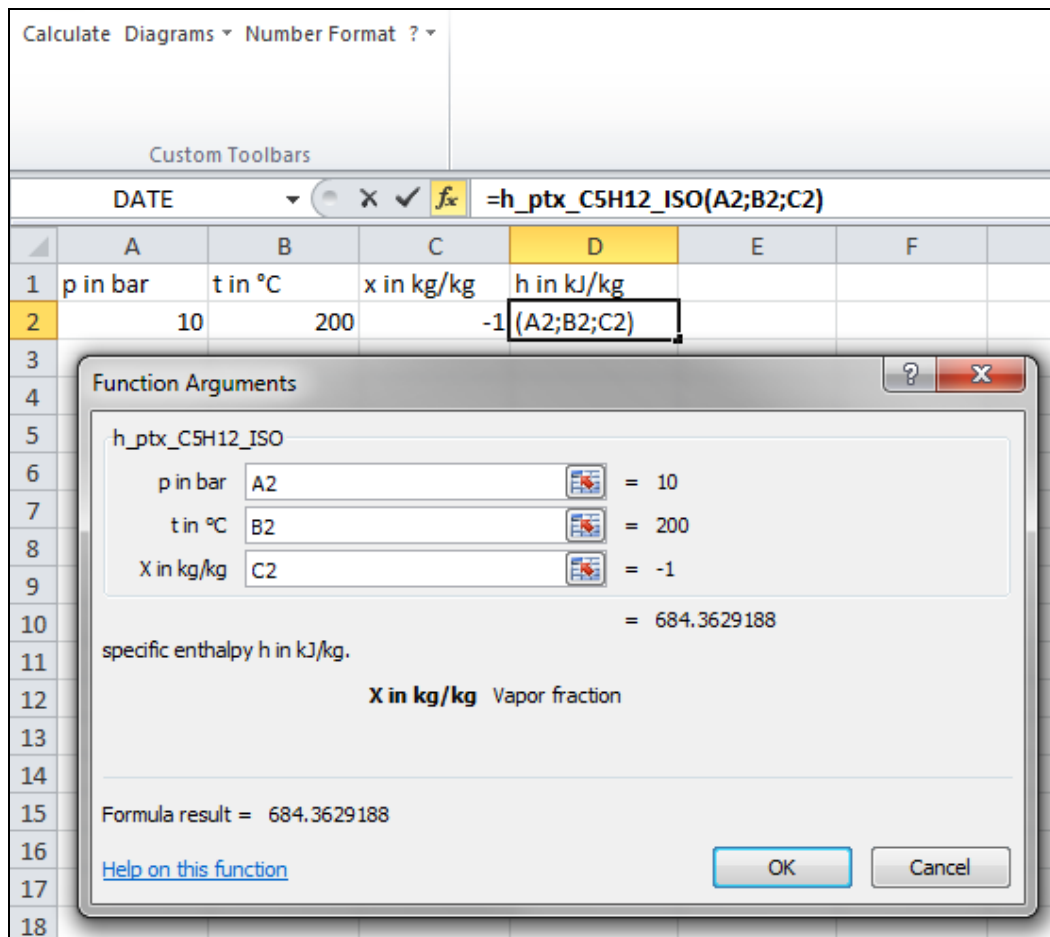 Calculate Diagrams Number Format ?
Custom Toolbars
DATE fx =h_ptx_C5H12_ISO(A2;B2;C2)
A B C D E F
1 p in bar t in °C x in kg/kg h in kJ/kg
2 10 200 -1 (A2;B2;C2)
3
Function Arguments ? X
4
5 h_ptx_C5H12_ISO
6 p in bar A2 = 10
7 t in °C B2 = 200
8
9 X in kg/kg C2 = -1
10 = 684.3629188
11 specific enthalpy h in kJ/kg.
12 X in kg/kg Vapor fraction
13
14
15 Formula result = 684.3629188
16 Help on this function OK Cancel
17
18